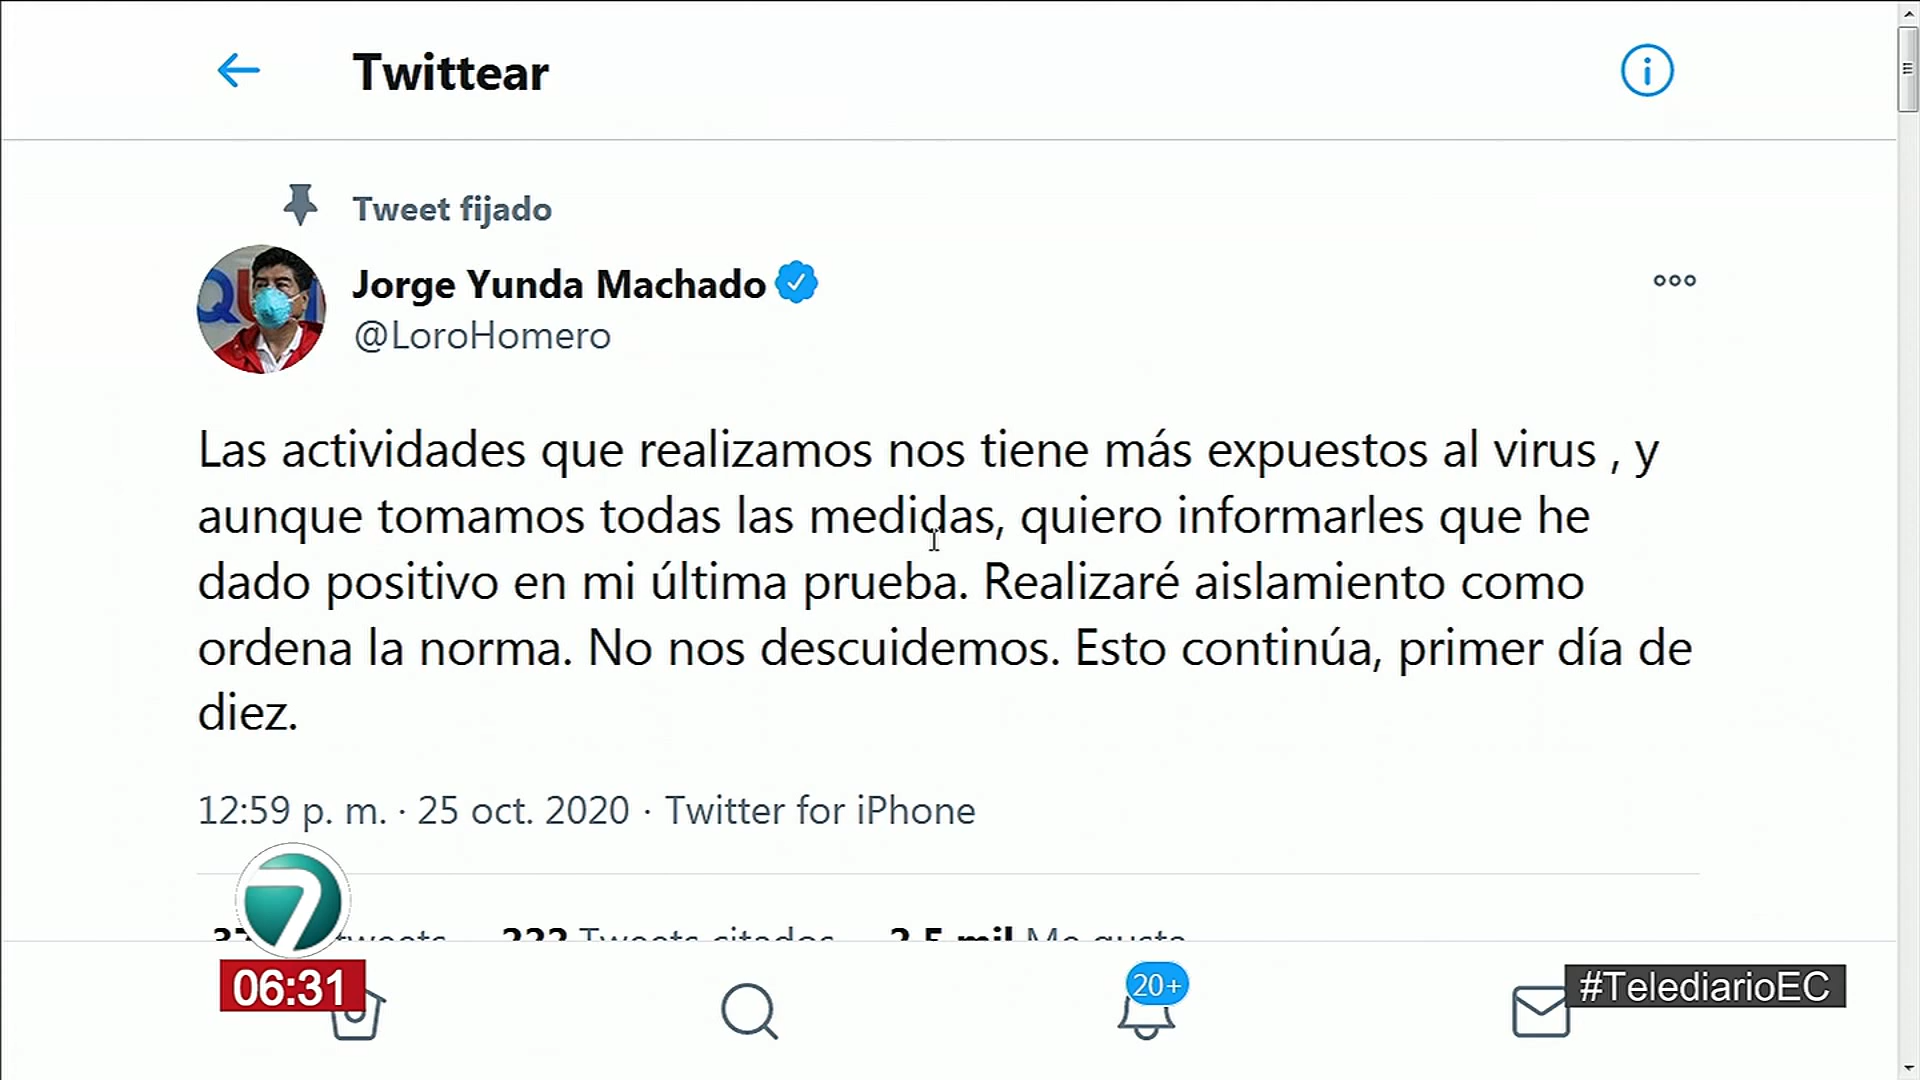 Twittear
Tweet fijado
Jorge Yunda Machado
@LoroHomero
Las actividades que realizamos nos tiene más expuestos al virus , y
aunque tomamos todas las medidas, quiero informarles que he
dado positivo en mi última prueba. Realizaré aislamiento como
ordena la norma. No nos descuidemos. Esto continúa, primer día de
diez.
12:59 p. m. · 25 oct. 2020 · Twitter for iPhone
222 Tweets citados 2,5 mil Me gusta
7
06:31
20+
#TelediarioEC